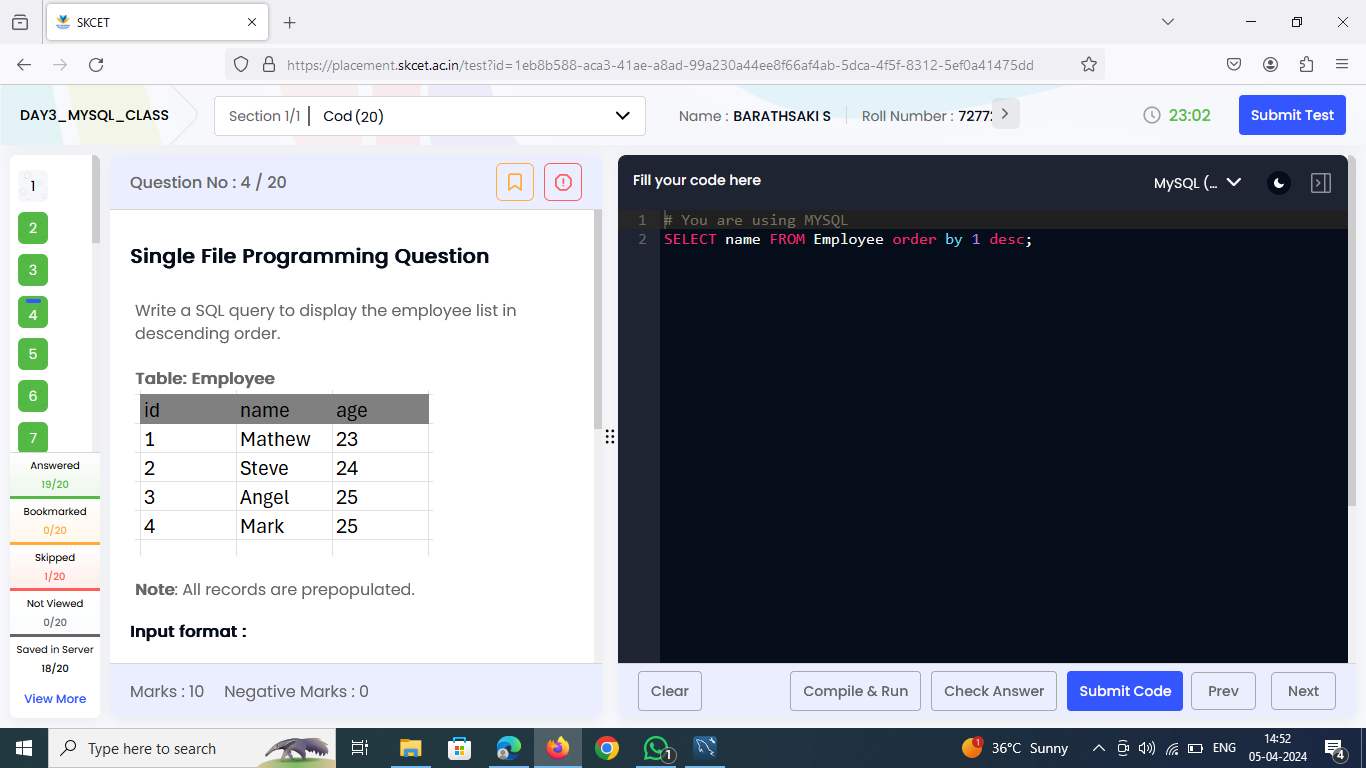 SKCET
https://placement.skcet.ac.in/test?id=1eb8b588-aca3-41ae-a8ad-99a230a44ee8f66af4ab-5dca-4f5f-8312-5ef0a41475dd
DAY3_MYSQL_CLASS
Section 1/1 | Cod (20)
Name : BARATHSAKI S
Roll Number : 7277
23:02
Submit Test
1
2
3
4
5
6
7
Answered
19/20
Bookmarked
0/20
Skipped
1/20
Not Viewed
0/20
Saved in Server
18/20
View More
Question No : 4 / 20
Single File Programming Question
Write a SQL query to display the employee list in
descending order.
Table: Employee
id name age
1 Mathew 23
2 Steve 24
3 Angel 25
4 Mark 25
Note: All records are prepopulated.
Input format :
Marks : 10 Negative Marks : 0
Fill your code here
MySQL (...
1 # You are using MYSQL
2 SELECT name FROM Employee order by 1 desc;
Clear
Compile & Run
Check Answer
Submit Code
Prev
Next
Type here to search
1
1
36°C Sunny
ENG
14:52
05-04-2024
4